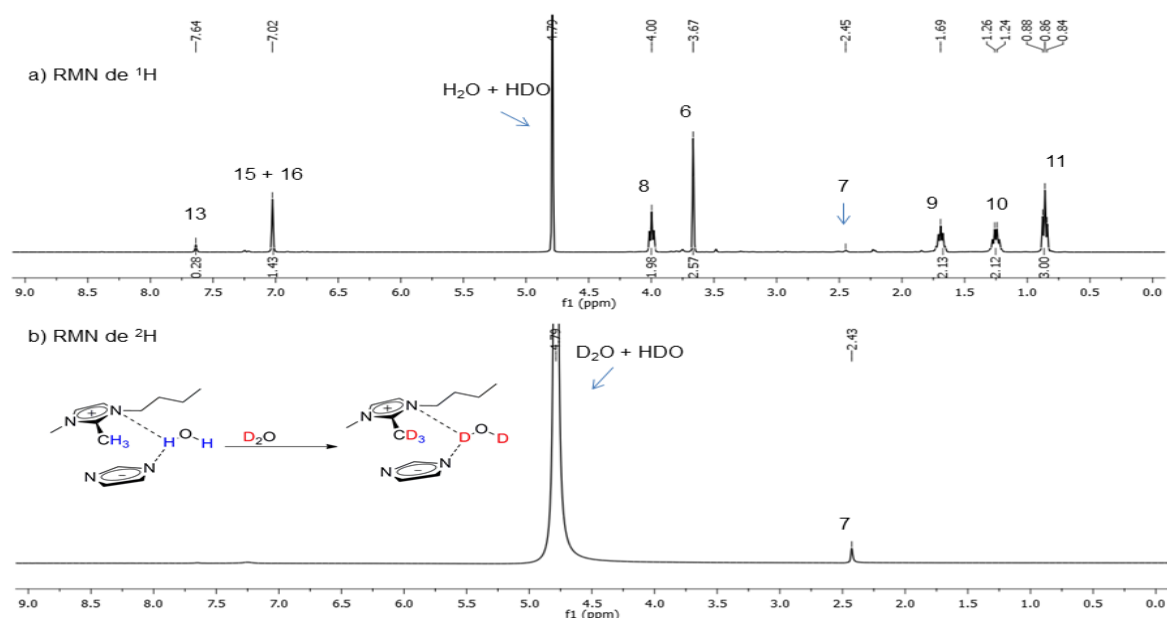 7.64 7.02 4.79 4.00 3.67 2.45 1.69 1.26 1.24 0.88 0.86 0.84
a) RMN de ¹H
H₂O + HDO
13 15 + 16 8 6 7 9 10 11
0.28 1.43 1.98 2.57 2.13 2.12 3.00
9.0 8.5 8.0 7.5 7.0 6.5 6.0 5.5 5.0 4.5 4.0 3.5 3.0 2.5 2.0 1.5 1.0 0.5 0.0
f1 (ppm)
b) RMN de ²H
4.79 2.43
D₂O + HDO
N + N CH₃ H O H N N -
D₂O
N + N CD₃ D O D N N -
7
9.0 8.5 8.0 7.5 7.0 6.5 6.0 5.5 5.0 4.5 4.0 3.5 3.0 2.5 2.0 1.5 1.0 0.5 0.0
f1 (ppm)